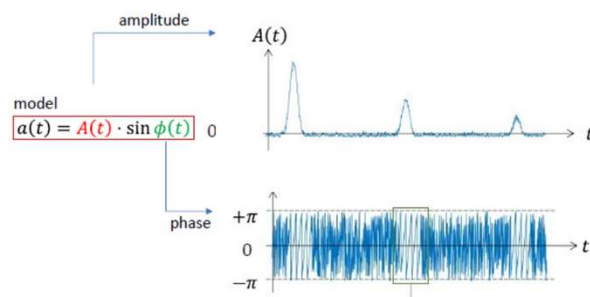 amplitude
A(t)
model
a(t) = A(t) · sin ϕ(t)
0
t
phase
+π
0
t
−π